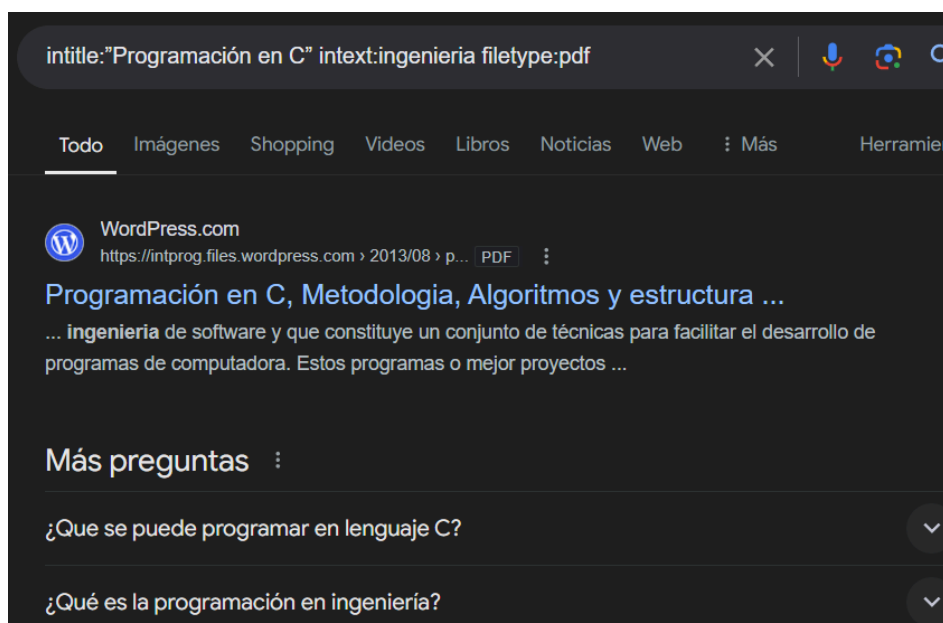 intitle:”Programación en C” intext:ingenieria filetype:pdf
Todo Imágenes Shopping Videos Libros Noticias Web Más
WordPress.com
https://intprog.files.wordpress.com › 2013/08 › p... PDF
Programación en C, Metodologia, Algoritmos y estructura ...
... ingenieria de software y que constituye un conjunto de técnicas para facilitar el desarrollo de
programas de computadora. Estos programas o mejor proyectos ...
Más preguntas
¿Que se puede programar en lenguaje C?
¿Qué es la programación en ingeniería?